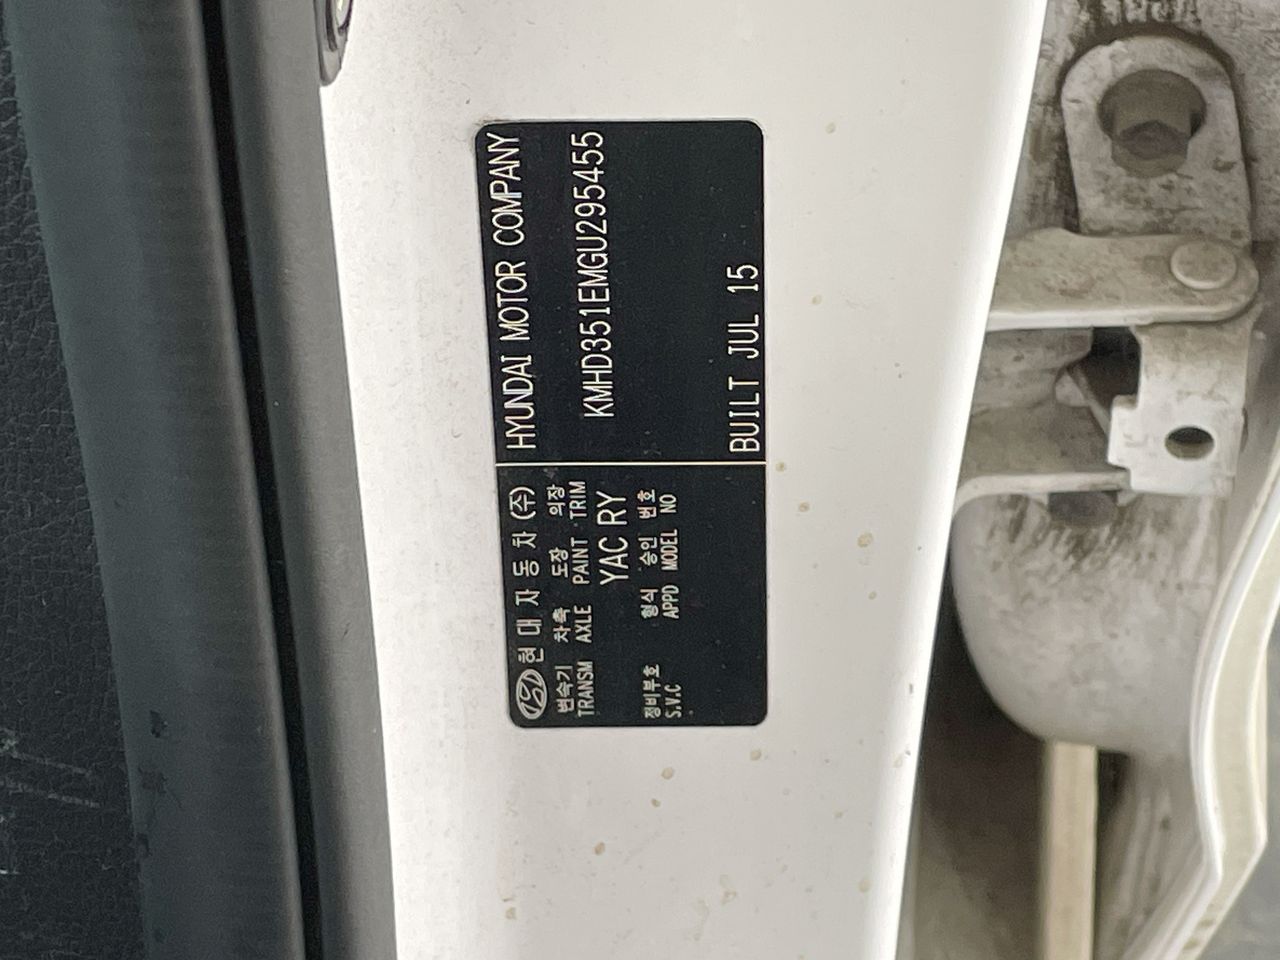 현 대 자 동 차 (주)
변속기 차축 도장 의장
TRANSM AXLE PAINT TRIM
YAC RY
정비부호 형식 승인 번호
S.V.C APPD MODEL NO
HYUNDAI MOTOR COMPANY
KMHD351EMGU295455
BUILT JUL 15